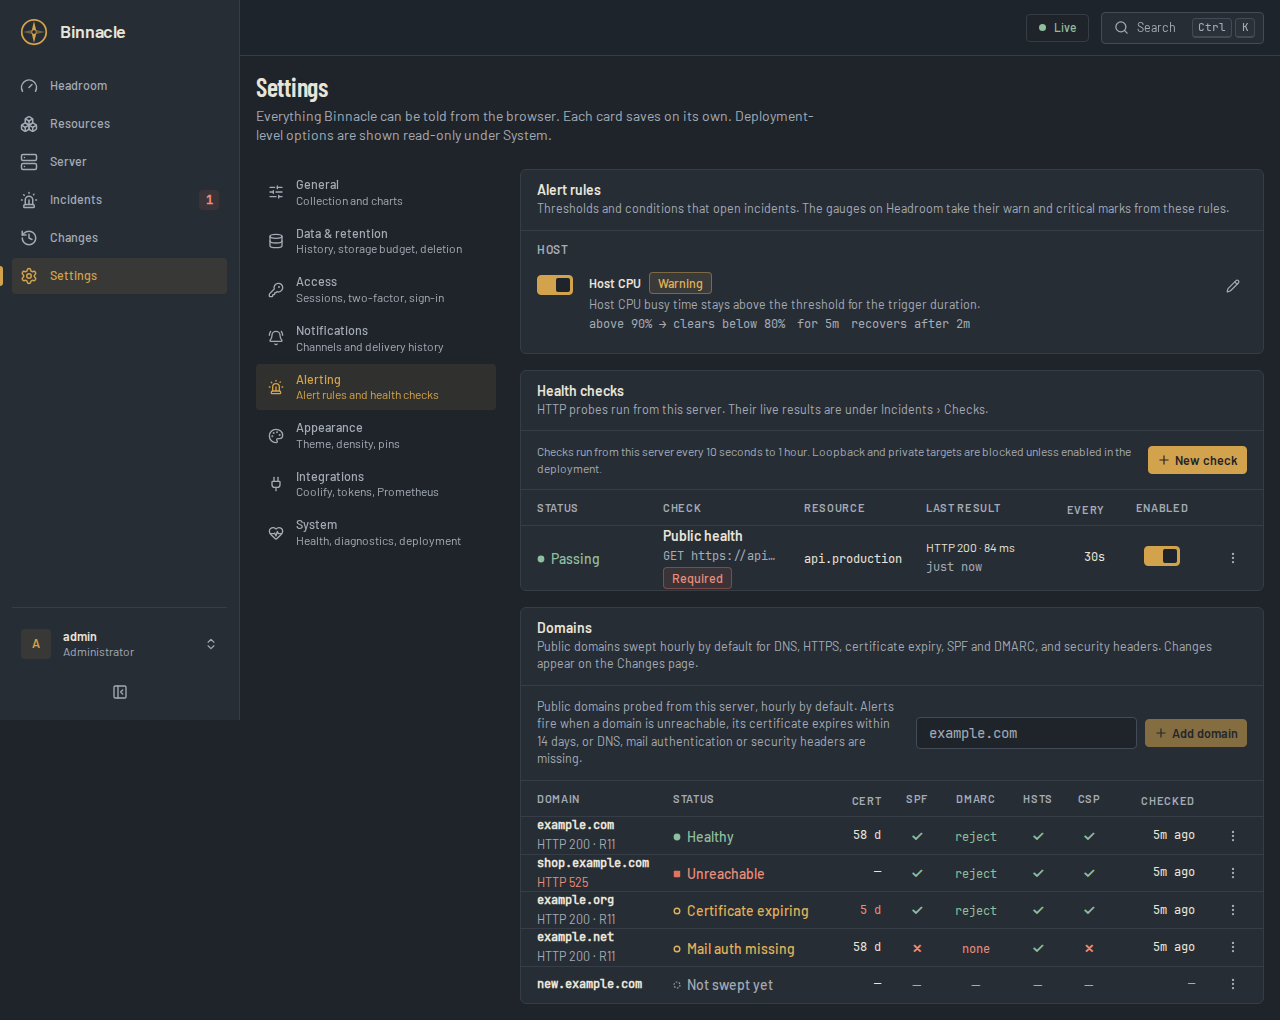 Binnacle
Live
Search Ctrl K
Headroom
Resources
Server
Incidents 1
Changes
Settings
A
admin
Administrator
Settings
Everything Binnacle can be told from the browser. Each card saves on its own. Deployment-
level options are shown read-only under System.
General
Collection and charts
Data & retention
History, storage budget, deletion
Access
Sessions, two-factor, sign-in
Notifications
Channels and delivery history
Alerting
Alert rules and health checks
Appearance
Theme, density, pins
Integrations
Coolify, tokens, Prometheus
System
Health, diagnostics, deployment
Alert rules
Thresholds and conditions that open incidents. The gauges on Headroom take their warn and critical marks from these rules.
HOST
Host CPU Warning
Host CPU busy time stays above the threshold for the trigger duration.
above 90% → clears below 80% for 5m recovers after 2m
Health checks
HTTP probes run from this server. Their live results are under Incidents › Checks.
Checks run from this server every 10 seconds to 1 hour. Loopback and private targets are blocked unless enabled in the
deployment.
+ New check
STATUS CHECK RESOURCE LAST RESULT EVERY ENABLED
Passing
Public health
GET https://api…
Required
api.production
HTTP 200 · 84 ms
just now
30s
Domains
Public domains swept hourly by default for DNS, HTTPS, certificate expiry, SPF and DMARC, and security headers. Changes
appear on the Changes page.
Public domains probed from this server, hourly by default. Alerts
fire when a domain is unreachable, its certificate expires within
14 days, or DNS, mail authentication or security headers are
missing.
example.com
+ Add domain
DOMAIN STATUS CERT SPF DMARC HSTS CSP CHECKED
example.com
HTTP 200 · R11
Healthy 58 d ✓ reject ✓ ✓ 5m ago
shop.example.com
HTTP 525
Unreachable — ✓ reject ✓ ✓ 5m ago
example.org
HTTP 200 · R11
Certificate expiring 5 d ✓ reject ✓ ✓ 5m ago
example.net
HTTP 200 · R11
Mail auth missing 58 d ✕ none ✓ ✕ 5m ago
new.example.com Not swept yet — — — — — —